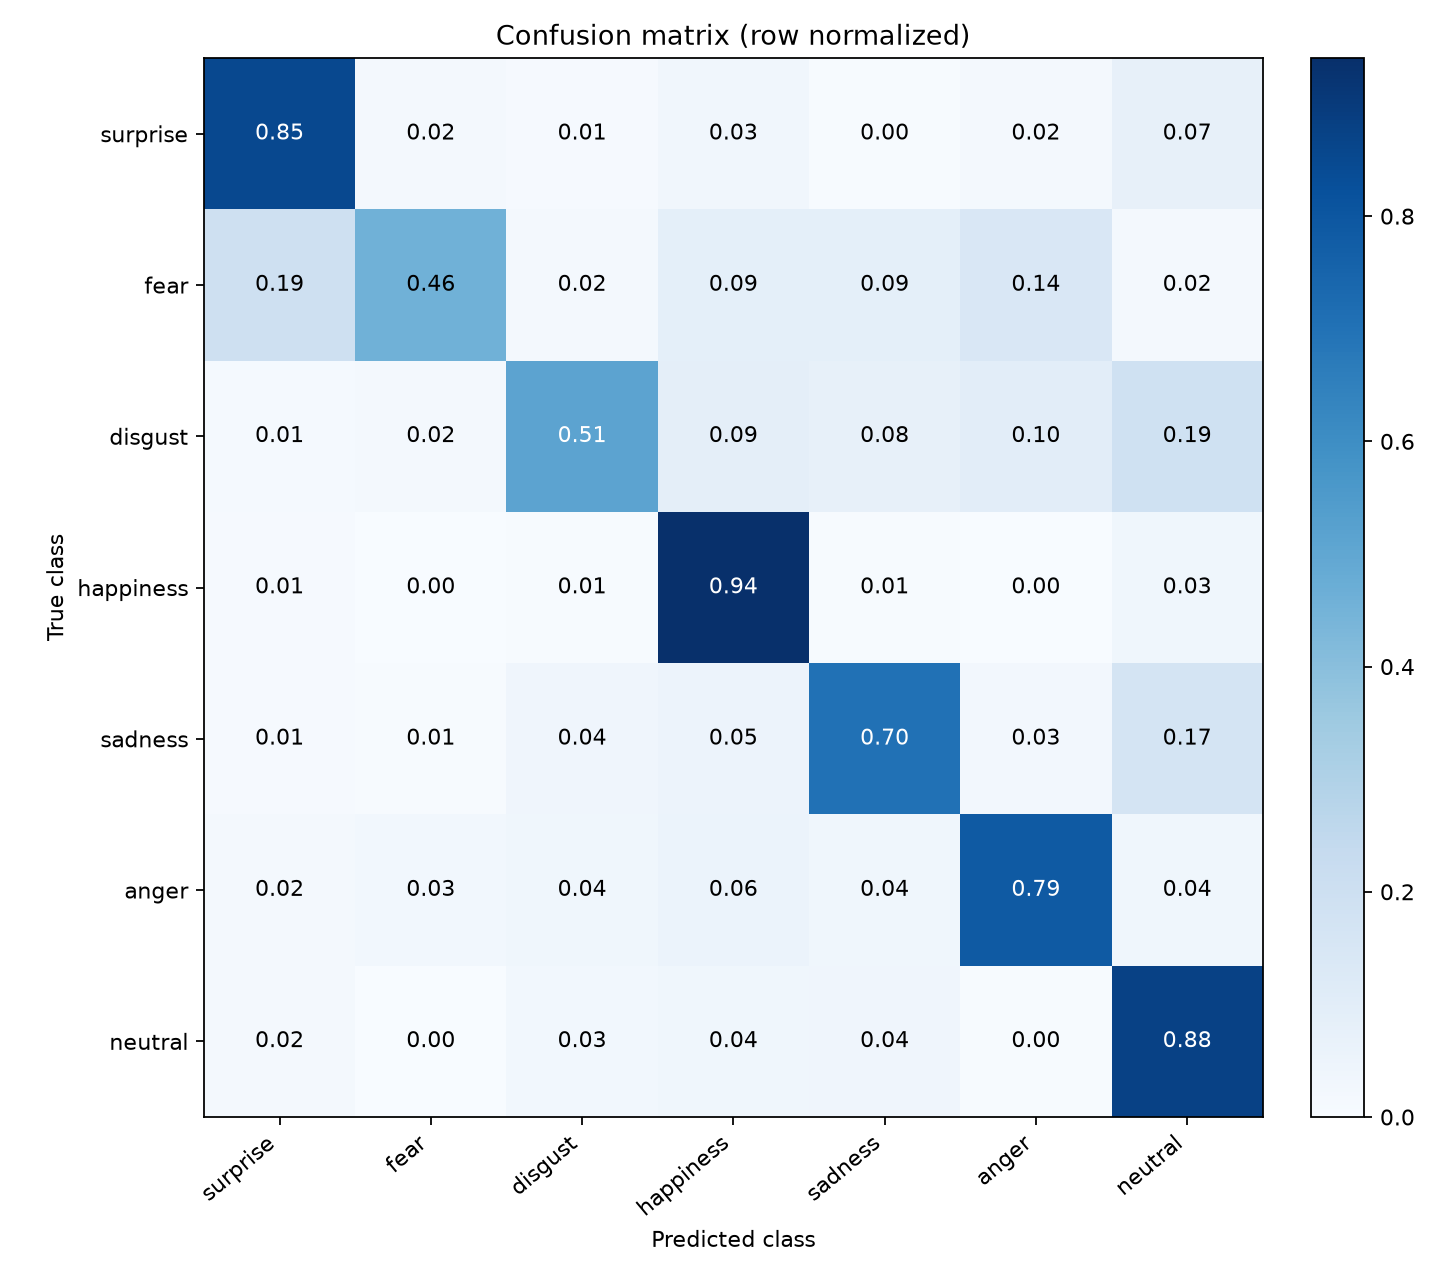 Confusion matrix (row normalized)
surprise 0.85 0.02 0.01 0.03 0.00 0.02 0.07
fear 0.19 0.46 0.02 0.09 0.09 0.14 0.02
disgust 0.01 0.02 0.51 0.09 0.08 0.10 0.19
happiness 0.01 0.00 0.01 0.94 0.01 0.00 0.03
sadness 0.01 0.01 0.04 0.05 0.70 0.03 0.17
anger 0.02 0.03 0.04 0.06 0.04 0.79 0.04
neutral 0.02 0.00 0.03 0.04 0.04 0.00 0.88
True class
surprise fear disgust happiness sadness anger neutral
Predicted class
0.8
0.6
0.4
0.2
0.0